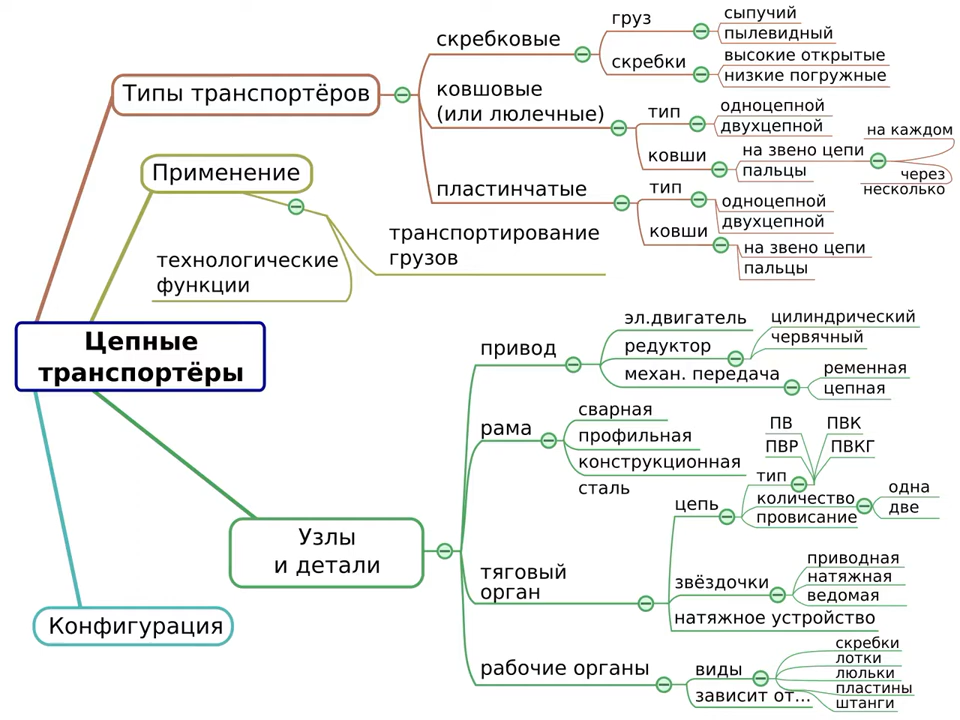 Цепные
транспортёры
Типы транспортёров
скребковые
груз
сыпучий
пылевидный
скребки
высокие открытые
низкие погружные
ковшовые
(или люлечные)
тип
одноцепной
двухцепной
ковши
на звено цепи
на каждом
через
несколько
пальцы
пластинчатые
тип
одноцепной
двухцепной
ковши
на звено цепи
пальцы
Применение
транспортирование
грузов
технологические
функции
Узлы
и детали
привод
эл.двигатель
редуктор
цилиндрический
червячный
механ. передача
ременная
цепная
рама
сварная
профильная
конструкционная
сталь
тяговый
орган
цепь
тип
ПВ
ПВК
ПВР
ПВКГ
количество
одна
две
провисание
звёздочки
приводная
натяжная
ведомая
натяжное устройство
рабочие органы
виды
скребки
лотки
люльки
пластины
штанги
зависит от...
Конфигурация